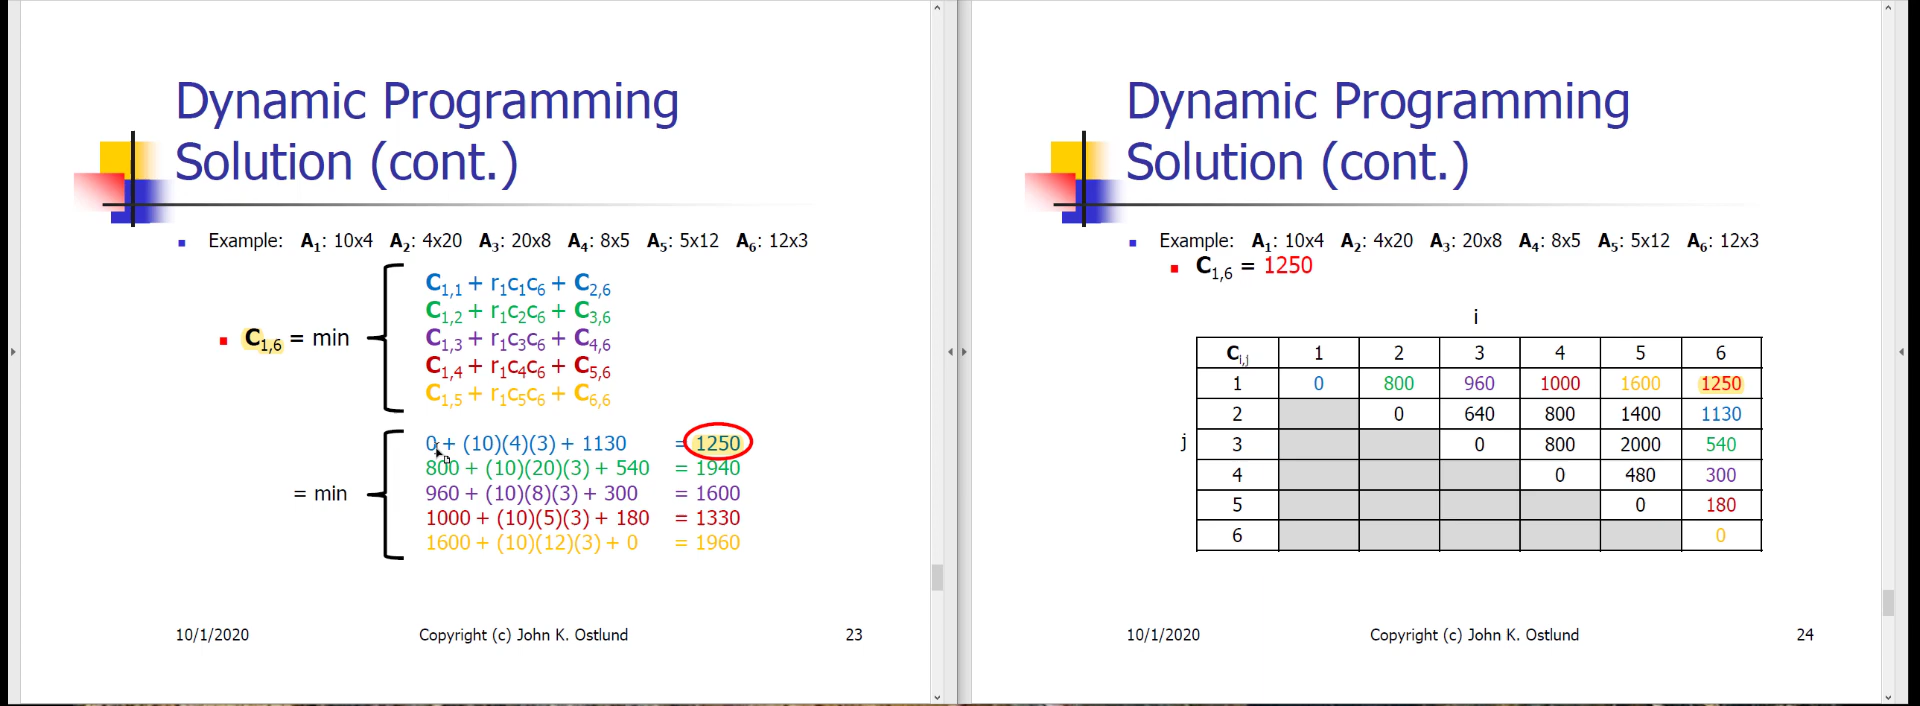 Dynamic Programming
Solution (cont.)
Example: A1: 10x4 A2: 4x20 A3: 20x8 A4: 8x5 A5: 5x12 A6: 12x3
C1,6 = min
C1,1 + r1c1c6 + C2,6
C1,2 + r1c2c6 + C3,6
C1,3 + r1c3c6 + C4,6
C1,4 + r1c4c6 + C5,6
C1,5 + r1c5c6 + C6,6
= min
0 + (10)(4)(3) + 1130 = 1250
800 + (10)(20)(3) + 540 = 1940
960 + (10)(8)(3) + 300 = 1600
1000 + (10)(5)(3) + 180 = 1330
1600 + (10)(12)(3) + 0 = 1960
10/1/2020 Copyright (c) John K. Ostlund 23
Dynamic Programming
Solution (cont.)
Example: A1: 10x4 A2: 4x20 A3: 20x8 A4: 8x5 A5: 5x12 A6: 12x3
C1,6 = 1250
i
Ci,j 1 2 3 4 5 6
1 0 800 960 1000 1600 1250
2 0 640 800 1400 1130
j
3 0 800 2000 540
4 0 480 300
5 0 180
6 0
10/1/2020 Copyright (c) John K. Ostlund 24